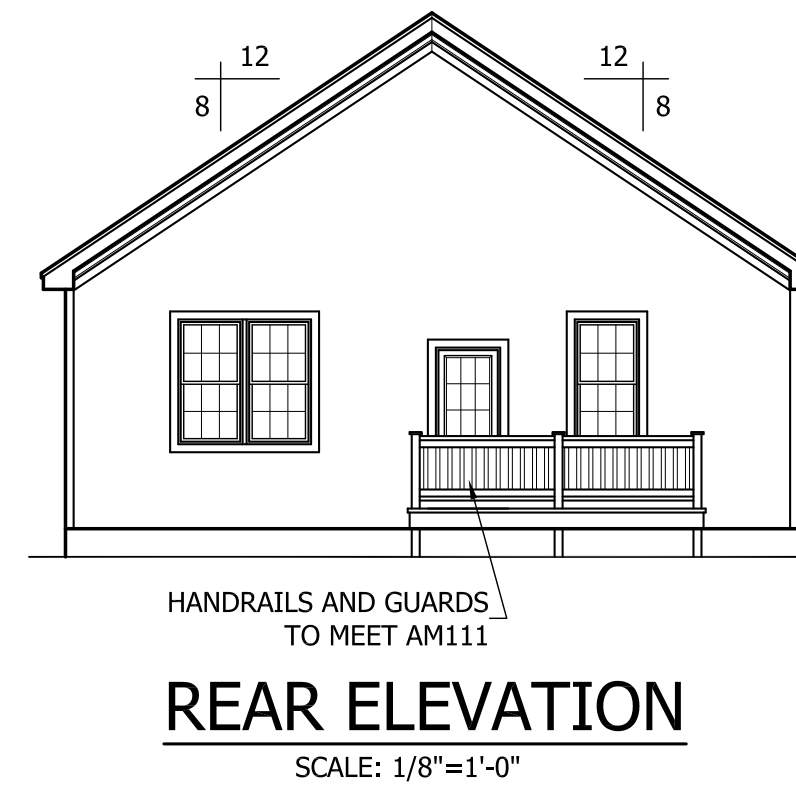 12
8
12
8
HANDRAILS AND GUARDS
TO MEET AM111
REAR ELEVATION
SCALE: 1/8"=1'-0"